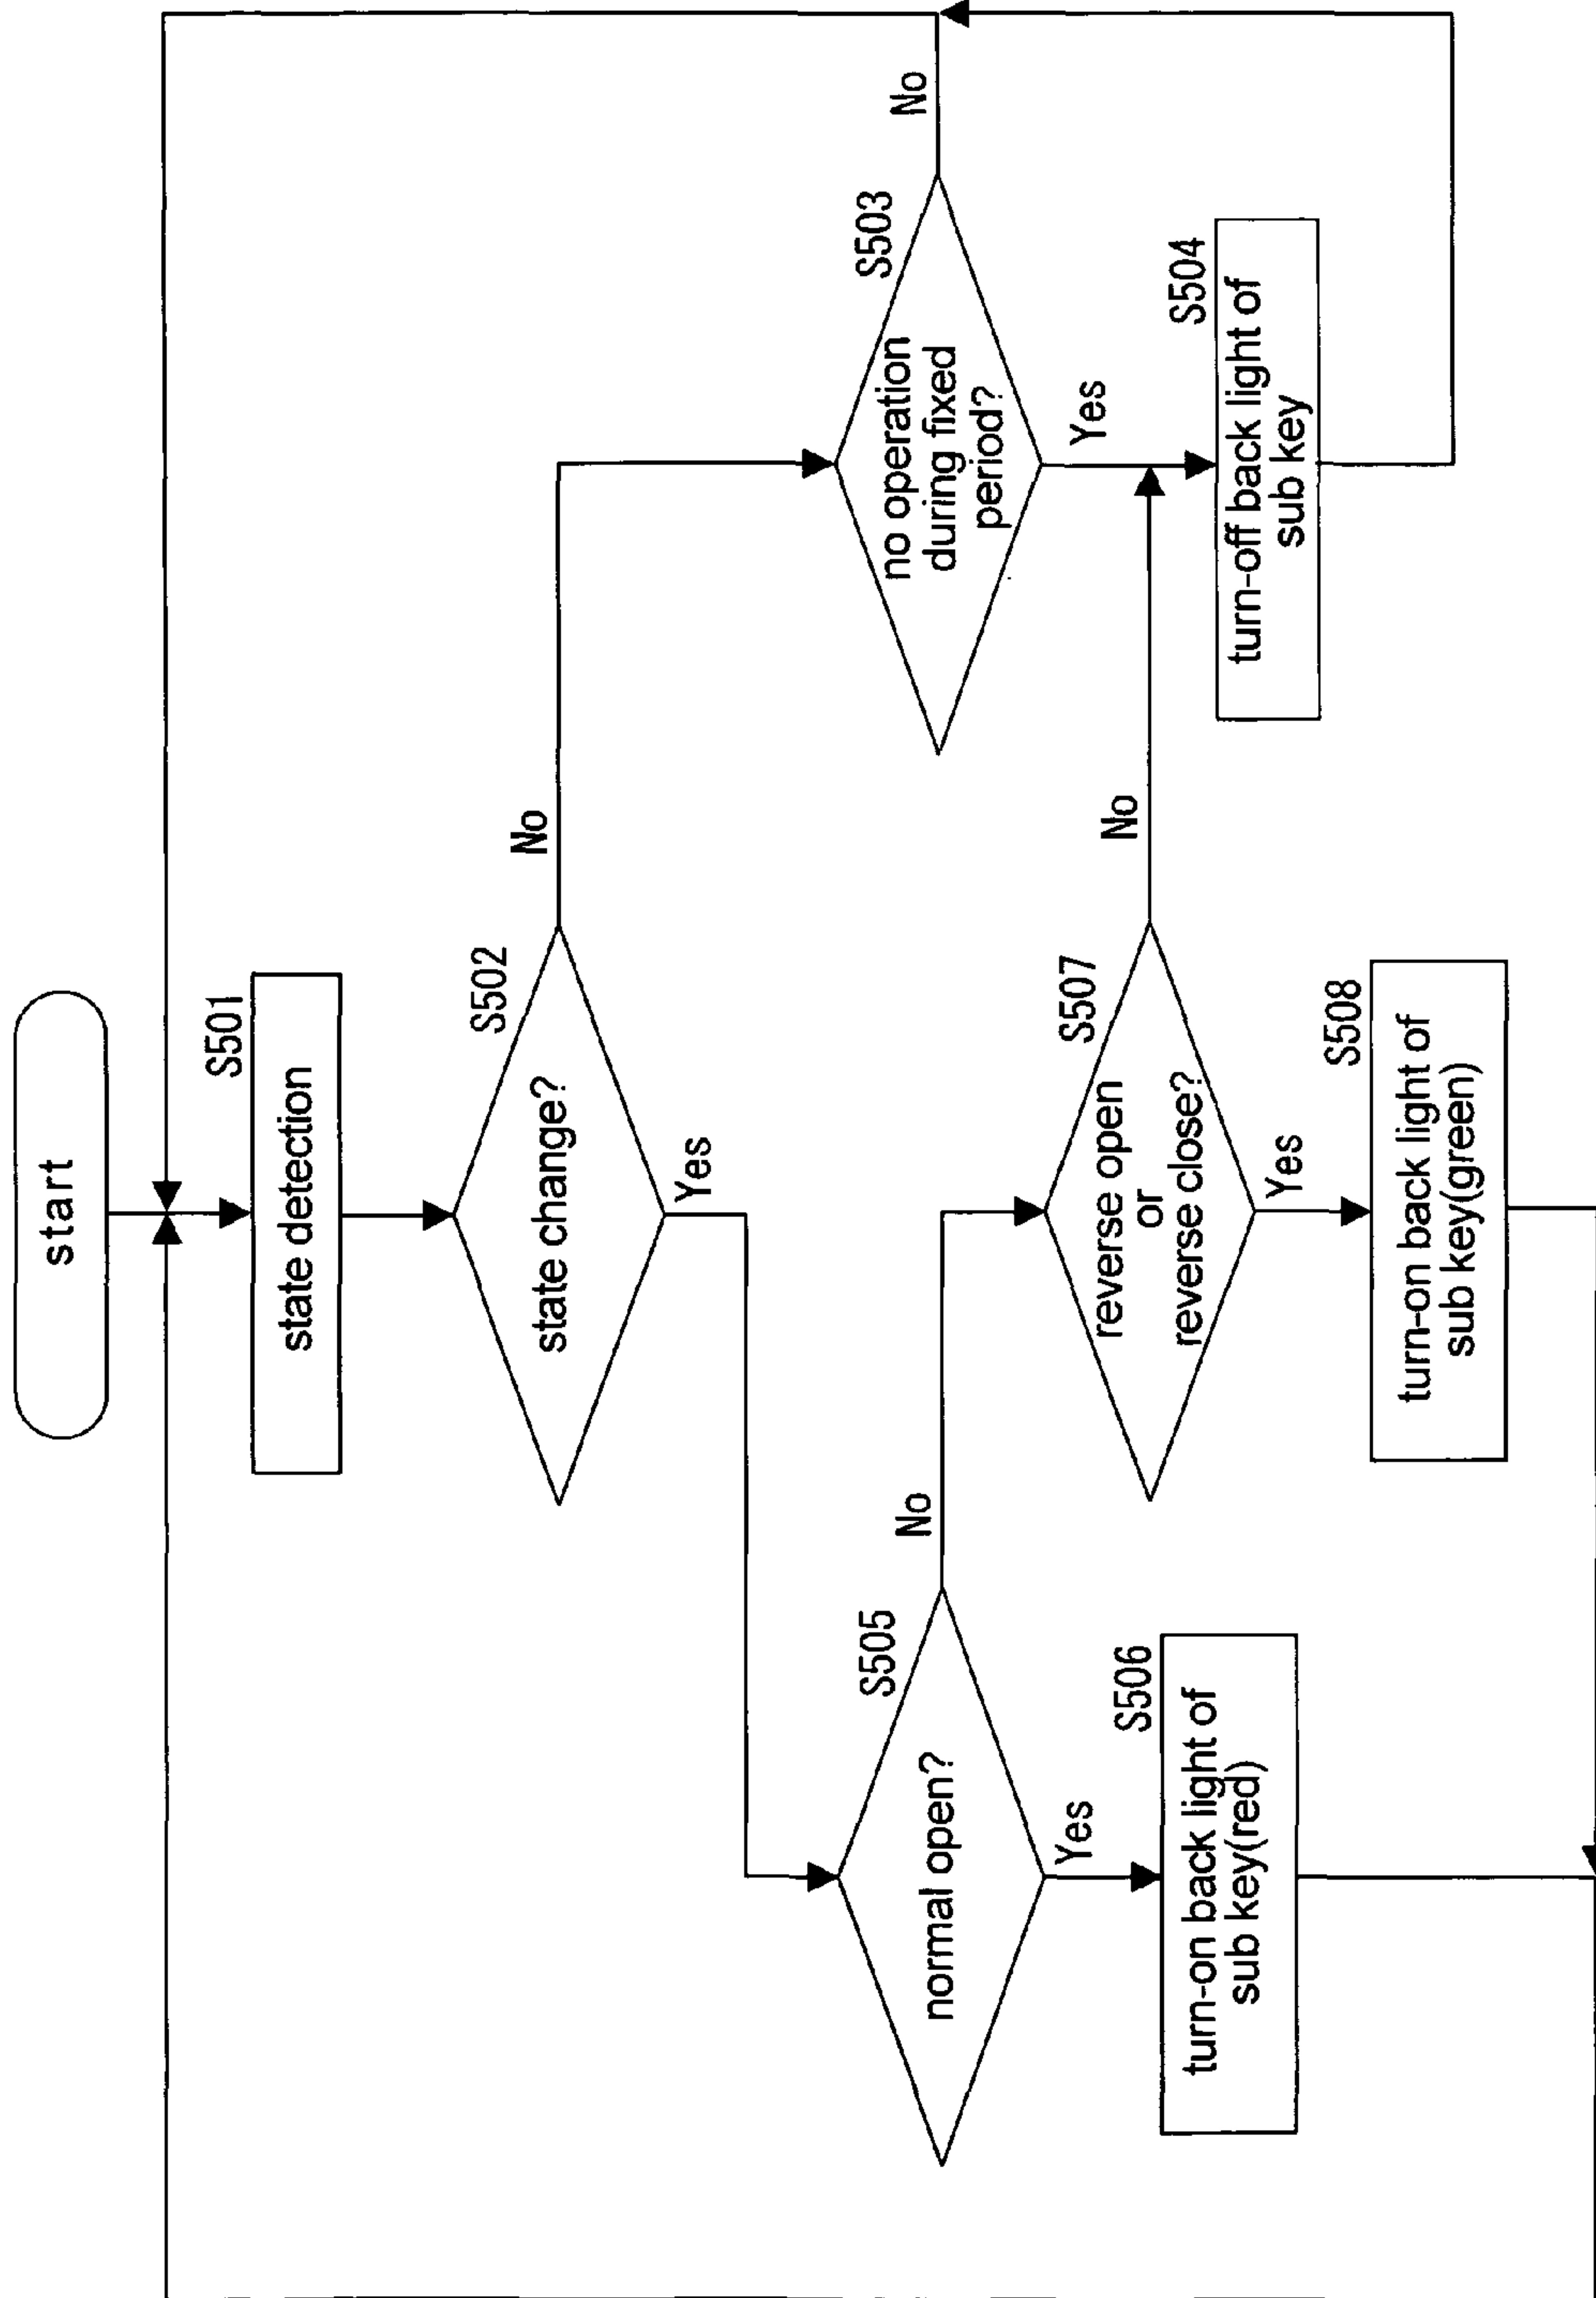 start
S501
state detection
S502
state change?
No
Yes
S503
no operation
during fixed
period?
No
Yes
S504
turn-off back light of
sub key
S505
normal open?
No
Yes
S506
turn-on back light of
sub key(red)
S507
reverse open
or
reverse close?
No
Yes
S508
turn-on back light of
sub key(green)